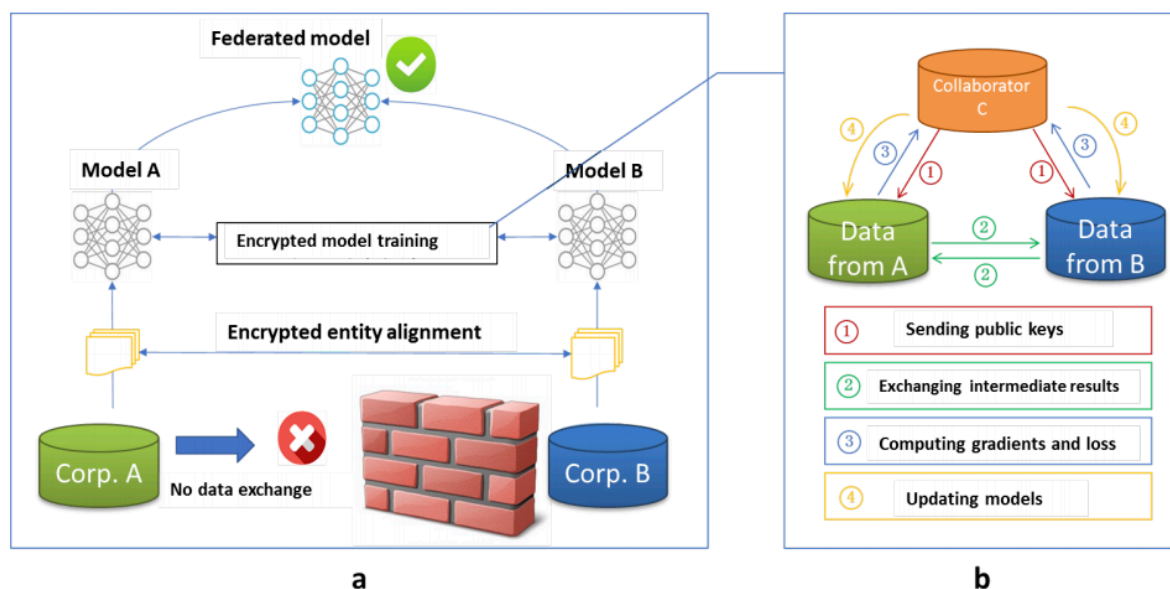 Federated model
Model A
Model B
Encrypted model training
Encrypted entity alignment
Corp. A
No data exchange
Corp. B
a
Collaborator
C
④
③
①
①
③
④
Data
from A
②
②
Data
from B
① Sending public keys
② Exchanging intermediate results
③ Computing gradients and loss
④ Updating models
b